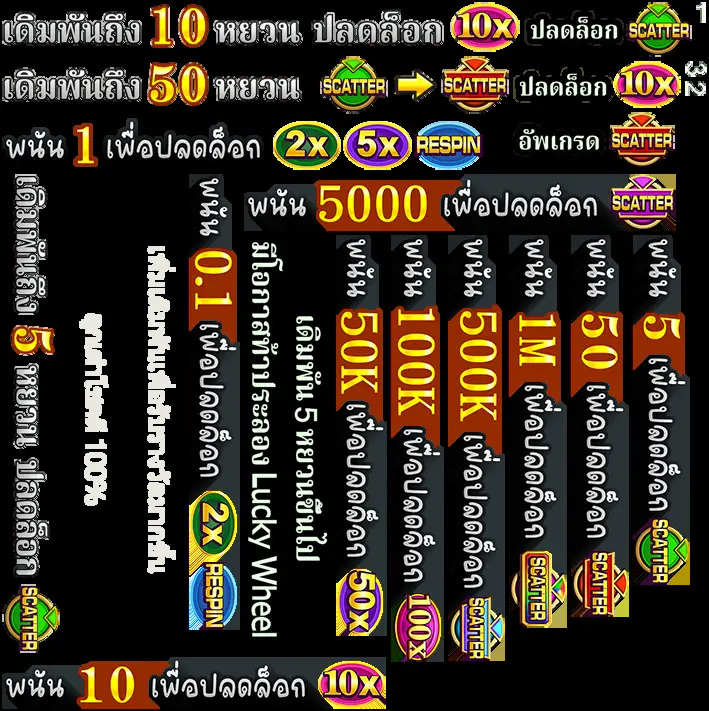 เดิมพันถึง 10 หยวน ปลดล็อก 10x ปลดล็อก SCATTER 1
เดิมพันถึง 50 หยวน SCATTER SCATTER ปลดล็อก 10x 3 2
พนัน 1 เพื่อปลดล็อก 2x 5x RESPIN อัพเกรด SCATTER
พนัน 5000 เพื่อปลดล็อก SCATTER
เดิมพันถึง 5 หยวน ปลดล็อก SCATTER
ลูกค้าโชคดี 100%
พนัน 0.1 เพื่อปลดล็อก 2x RESPIN
เดิมพัน 5 หยวนขึ้นไป
มีโอกาสท้าประลอง Lucky Wheel
พนัน 50K เพื่อปลดล็อก 50x
พนัน 100K เพื่อปลดล็อก 100x
พนัน 500K เพื่อปลดล็อก SCATTER
พนัน 1M เพื่อปลดล็อก SCATTER
พนัน 50 เพื่อปลดล็อก SCATTER
พนัน 5 เพื่อปลดล็อก SCATTER
พนัน 10 เพื่อปลดล็อก 10x